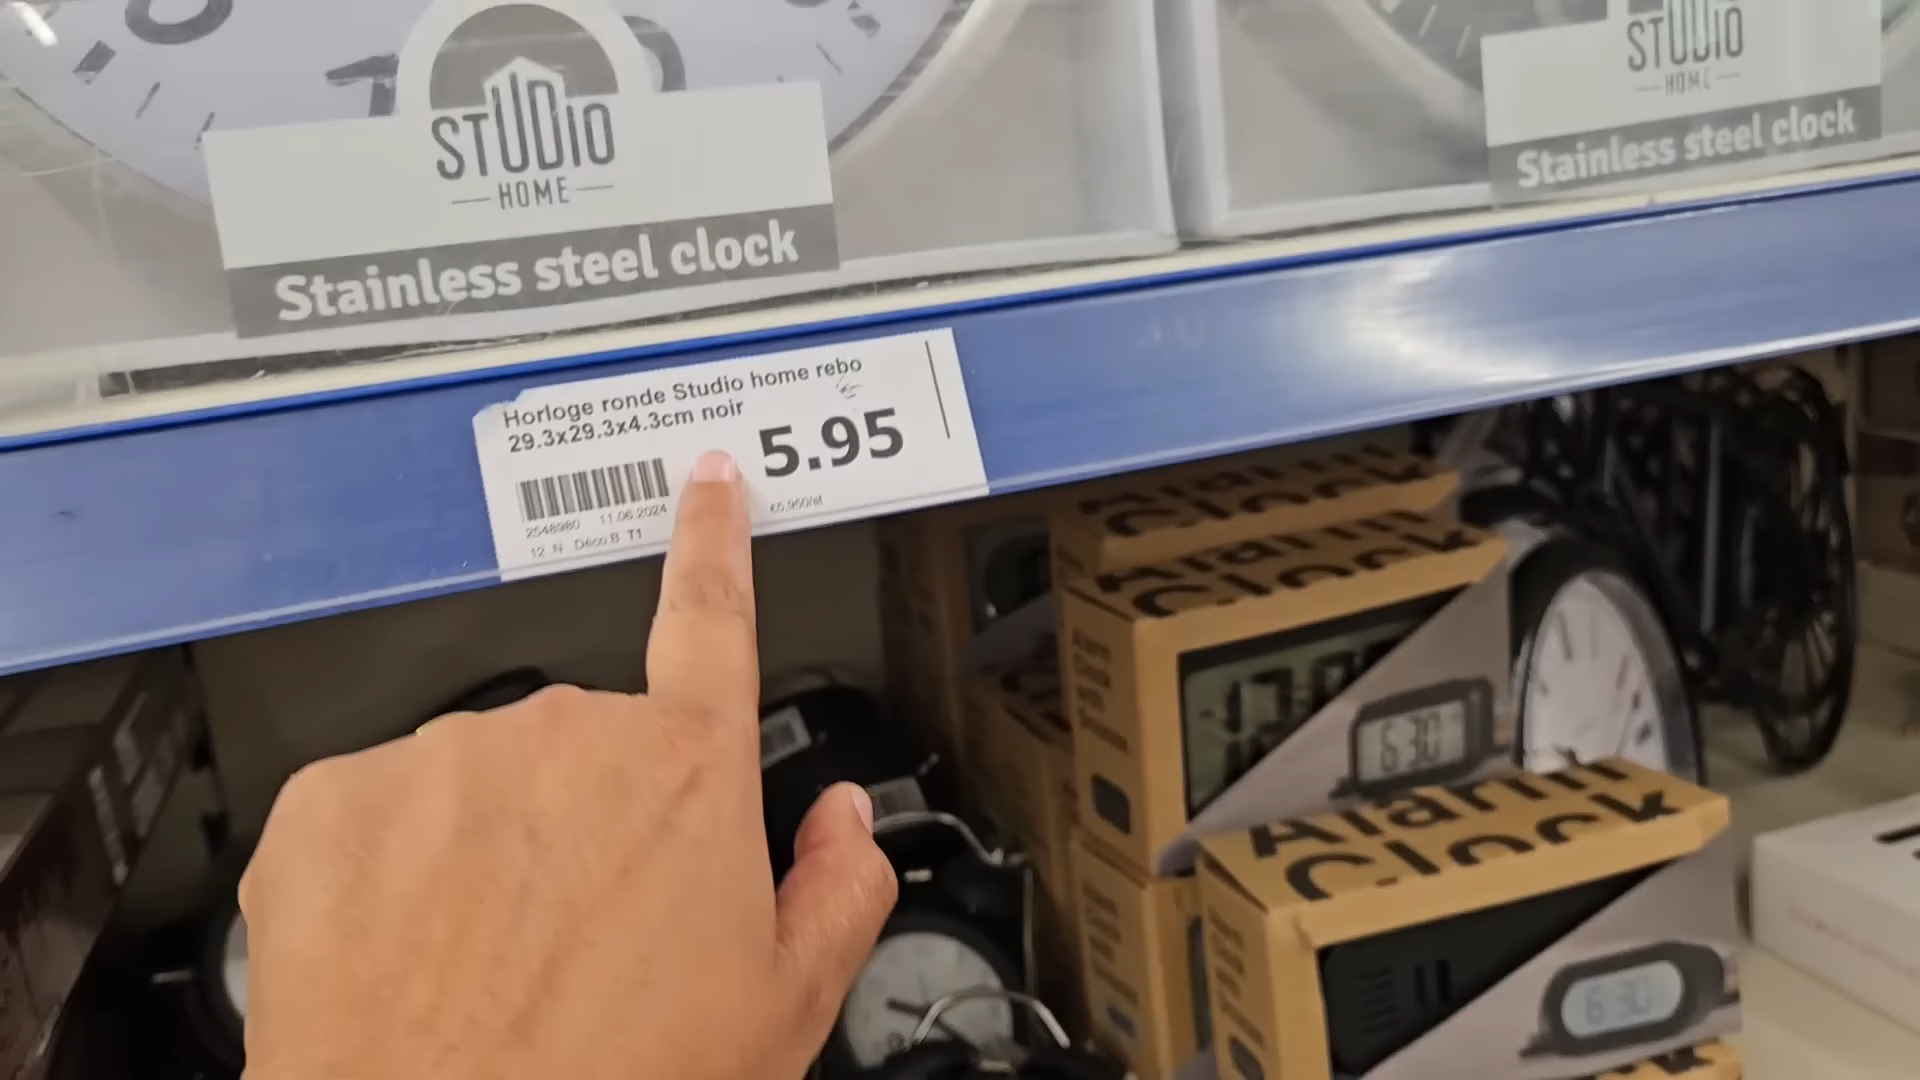 STUDIO
HOME
Stainless steel clock
STUDIO
HOME
Stainless steel clock
Horloge ronde Studio home rebo
29.3x29.3x4.3cm noir
5.95
2548980 11.06.2024
€5.950/st
12 N Déco B T1
Alarm
Clock
Alarm
Clock
6:30
Alarm
Clock
6:30